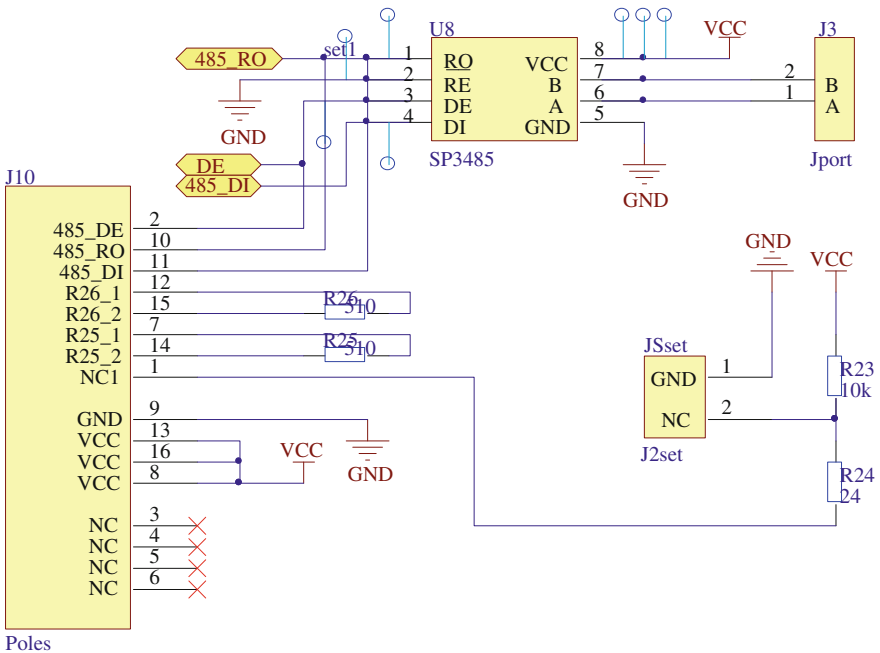 U8
VCC
J3
485_RO
set1
1
RO
VCC
8
2
RE
B
7
2
B
3
DE
A
6
1
A
4
DI
GND
5
GND
SP3485
Jport
DE
485_DI
GND
J10
485_DE
2
485_RO
10
485_DI
11
R26_1
12
R26_2
15
R26
510
R25_1
7
R25_2
14
R25
510
NC1
1
GND
9
VCC
13
VCC
16
VCC
8
VCC
GND
NC
3
NC
4
NC
5
NC
6
Poles
GND
VCC
JSset
GND
1
NC
2
J2set
R23
10k
R24
24